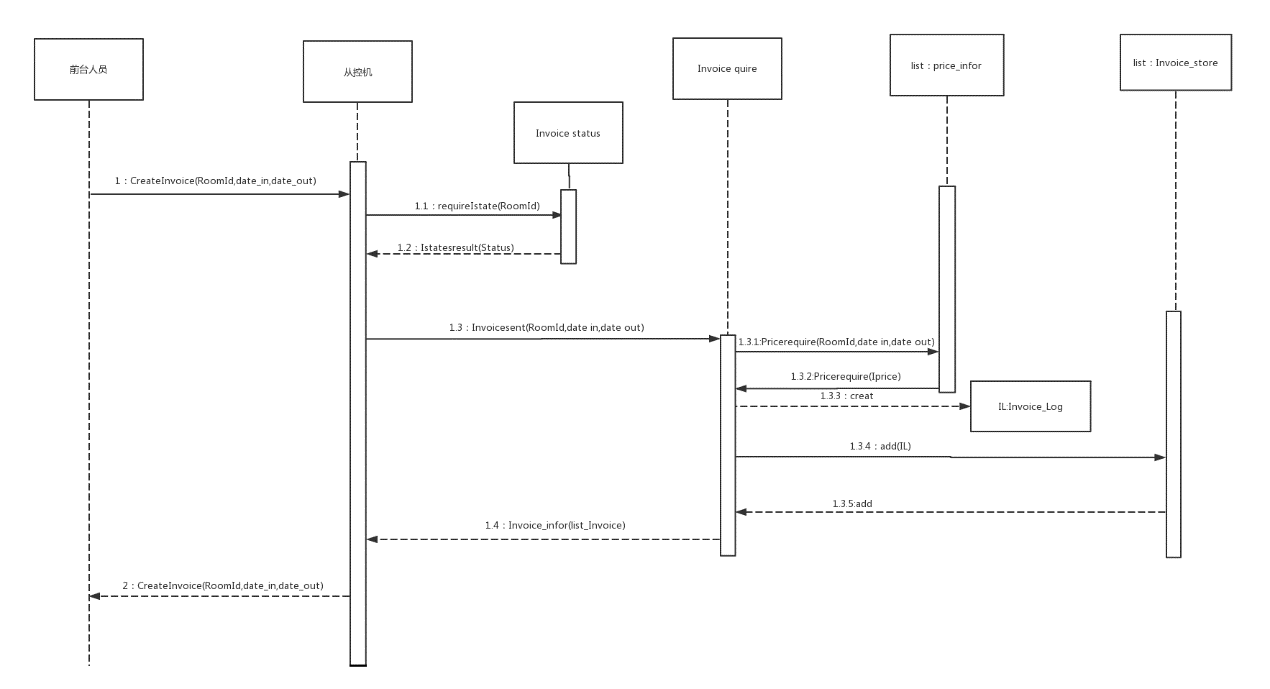 前台人员
从控机
Invoice quire
list：price_infor
list：Invoice_store
Invoice status
1：CreateInvoice(RoomId,date_in,date_out)
1.1：requireIstate(RoomId)
1.2：Istatesresult(Status)
1.3：Invoicesent(RoomId,date in,date out)
1.3.1:Pricerequire(RoomId,date in,date out)
1.3.2:Pricerequire(Iprice)
1.3.3：creat
IL:Invoice_Log
1.3.4：add(IL)
1.3.5:add
1.4：Invoice_infor(list_Invoice)
2：CreateInvoice(RoomId,date_in,date_out)